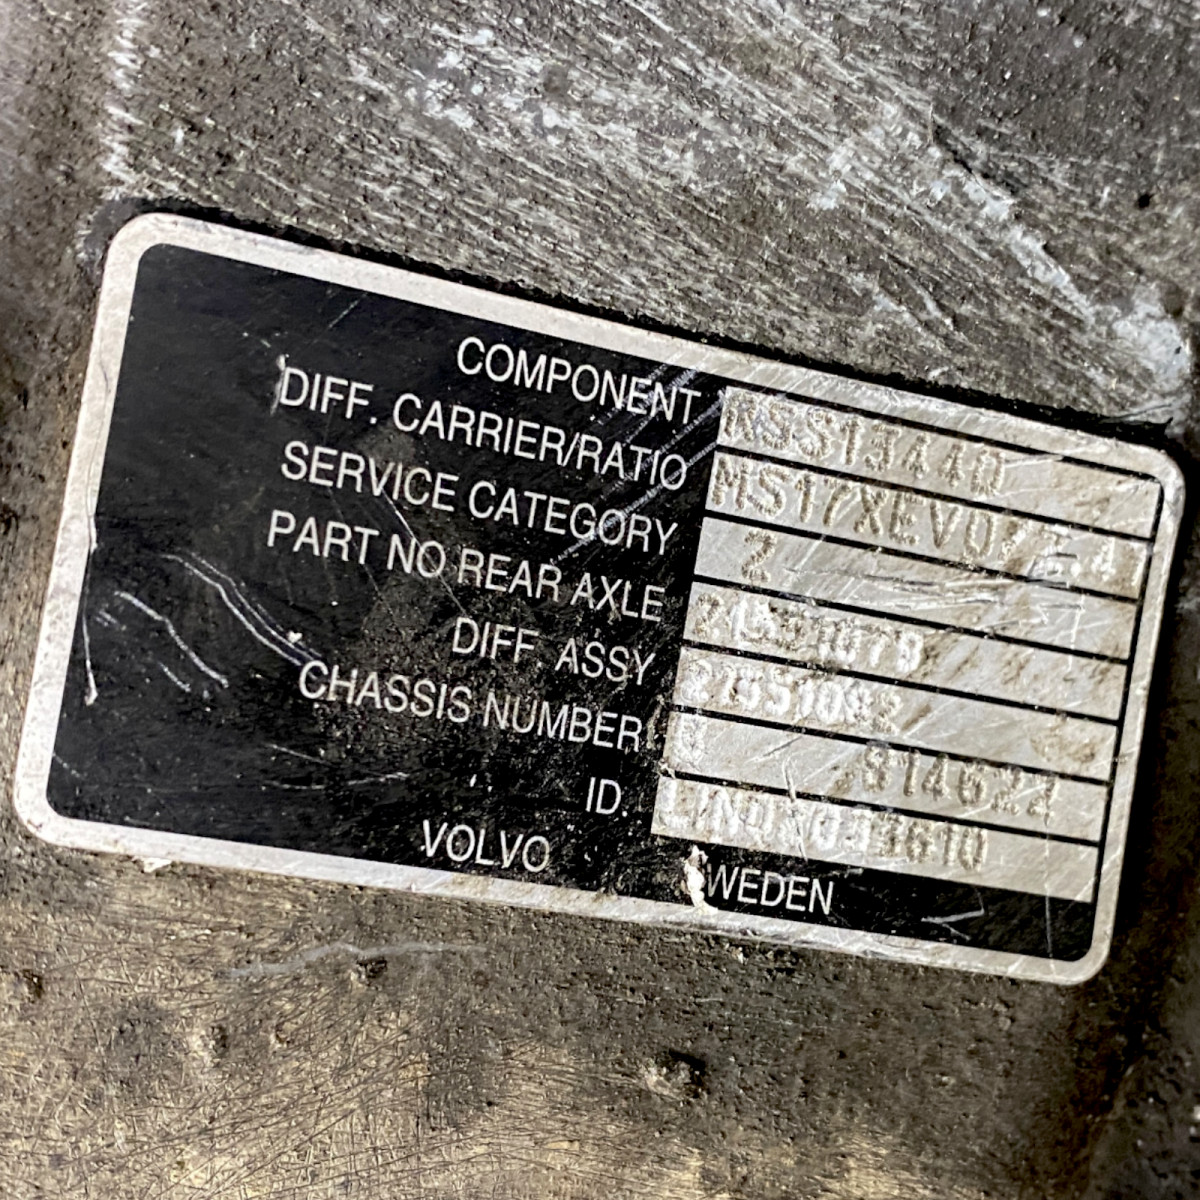 COMPONENT RSS1344D
DIFF. CARRIER/RATIO
SERVICE CATEGORY 2
PART NO REAR AXLE
DIFF ASSY
CHASSIS NUMBER 814622
ID.
VOLVO WEDEN